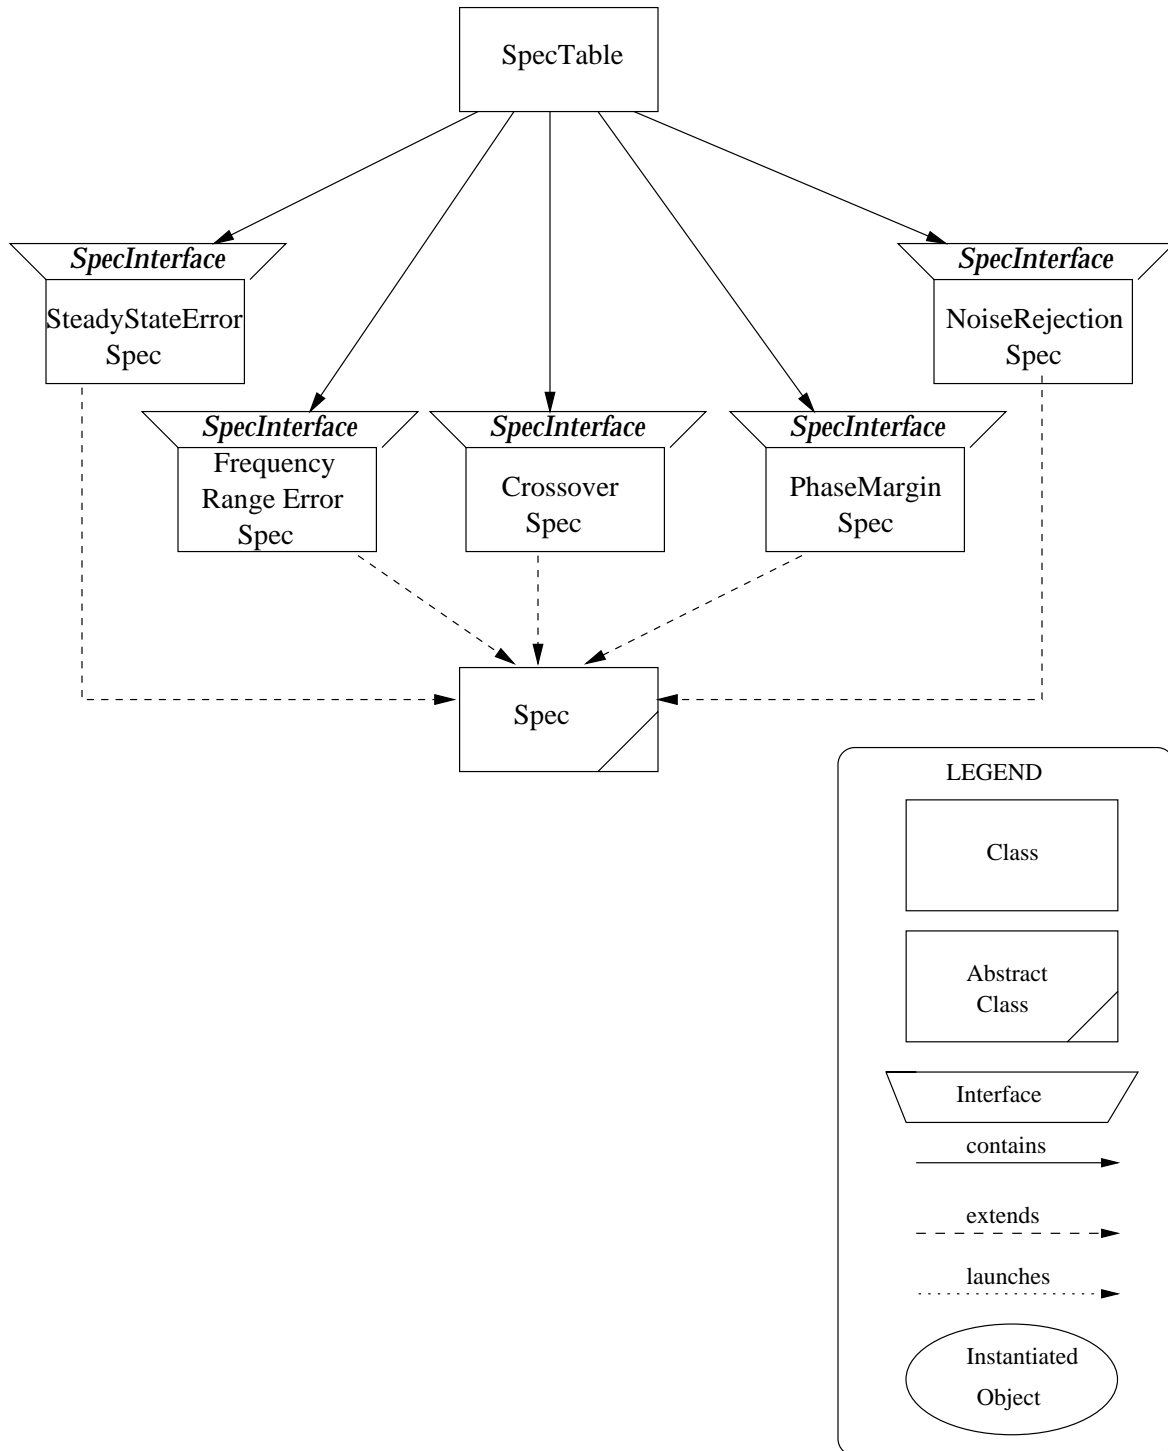 SpecTable
SpecInterface
SteadyStateError
Spec
SpecInterface
NoiseRejection
Spec
SpecInterface
Frequency
Range Error
Spec
SpecInterface
Crossover
Spec
SpecInterface
PhaseMargin
Spec
Spec
LEGEND
Class
Abstract
Class
Interface
contains
extends
launches
Instantiated
Object